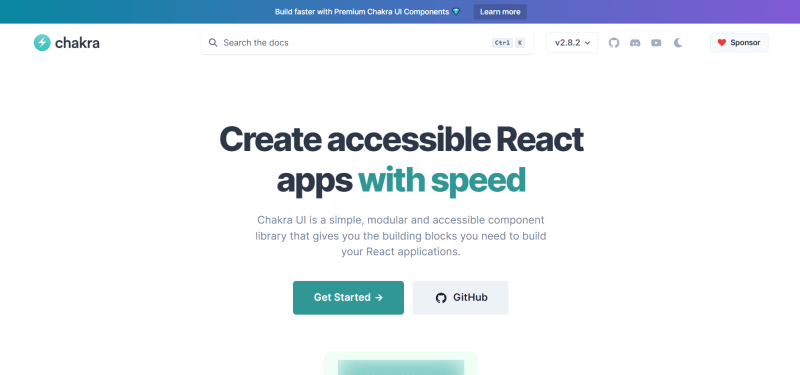 Build faster with Premium Chakra UI Components 💎 Learn more
chakra Search the docs Ctrl K v2.8.2 Sponsor
Create accessible React
apps with speed
Chakra UI is a simple, modular and accessible component
library that gives you the building blocks you need to build
your React applications.
Get Started → GitHub